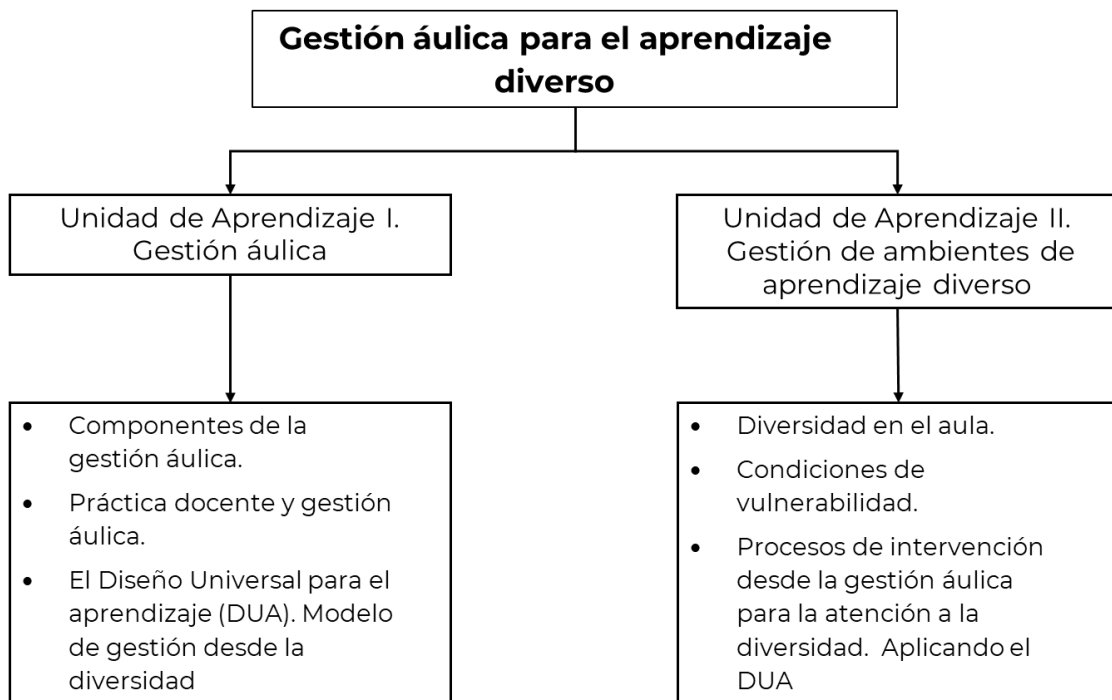 Gestión áulica para el aprendizaje
diverso
Unidad de Aprendizaje I.
Gestión áulica
Unidad de Aprendizaje II.
Gestión de ambientes de
aprendizaje diverso
• Componentes de la
gestión áulica.
• Práctica docente y gestión
áulica.
• El Diseño Universal para el
aprendizaje (DUA). Modelo
de gestión desde la
diversidad
• Diversidad en el aula.
• Condiciones de
vulnerabilidad.
• Procesos de intervención
desde la gestión áulica
para la atención a la
diversidad. Aplicando el
DUA